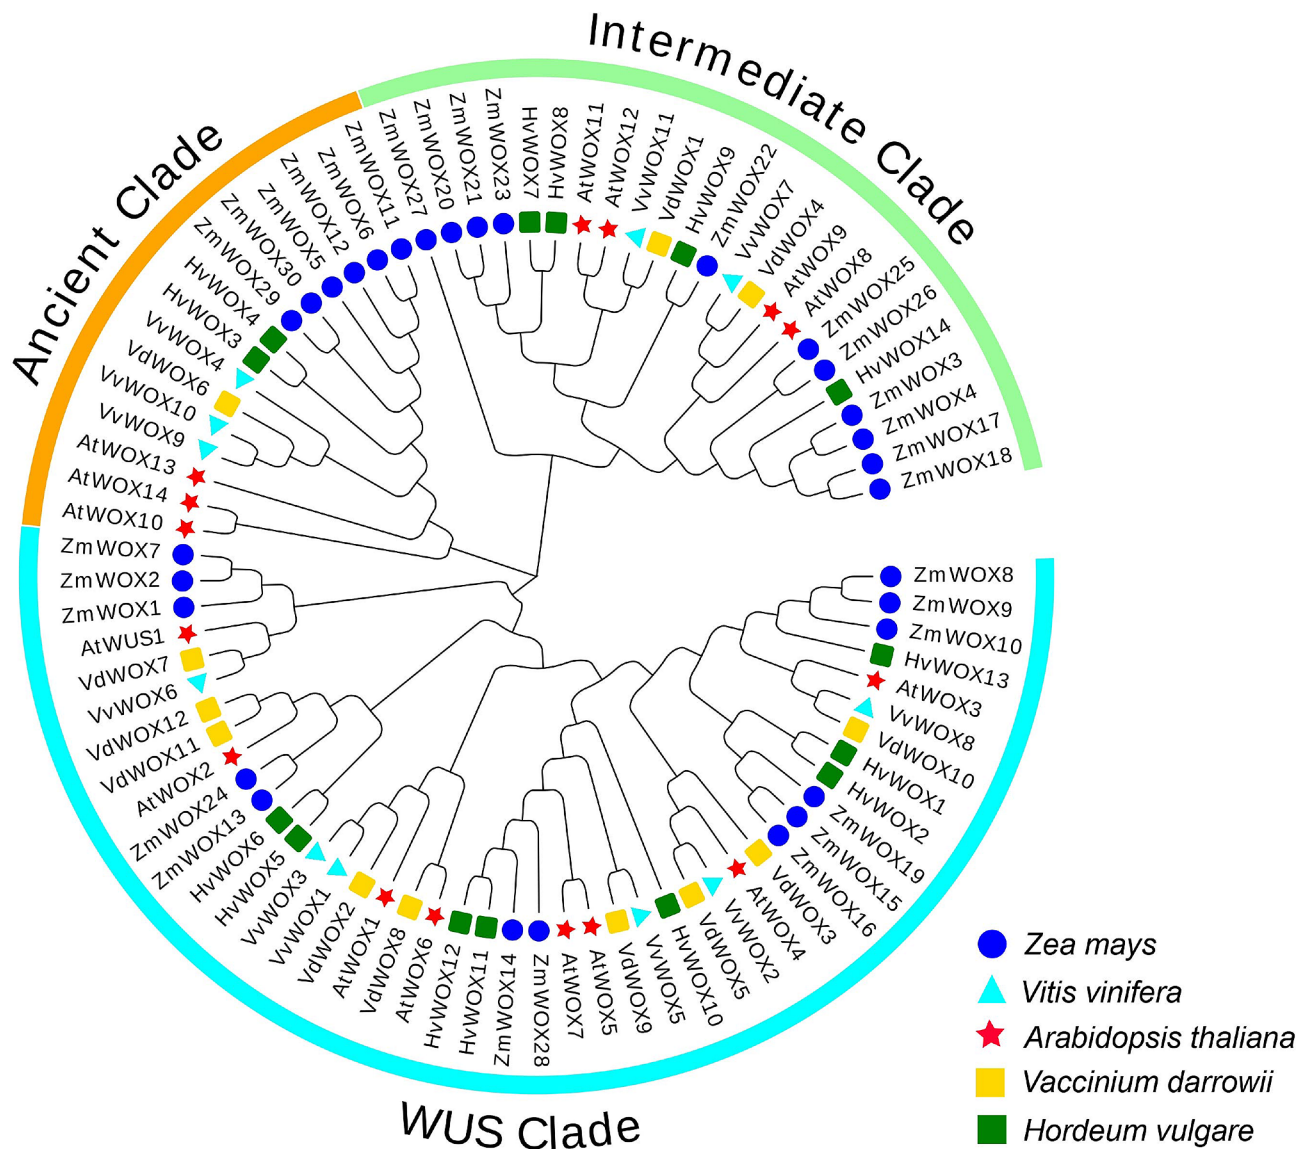 Intermediate Clade
Ancient Clade
WUS Clade
ZmWOX11
ZmWOX27
ZmWOX20
ZmWOX21
ZmWOX23
HvWOX7
HvWOX8
AtWOX11
AtWOX12
VvWOX11
VdWOX1
HvWOX9
ZmWOX22
VvWOX7
VdWOX4
AtWOX9
AtWOX8
ZmWOX25
ZmWOX26
HvWOX14
ZmWOX3
ZmWOX4
ZmWOX17
ZmWOX18
ZmWOX8
ZmWOX9
ZmWOX10
HvWOX13
AtWOX3
VvWOX8
VdWOX10
HvWOX1
HvWOX2
ZmWOX19
ZmWOX15
ZmWOX16
VdWOX3
AtWOX4
VvWOX2
VdWOX5
HvWOX10
VvWOX5
VdWOX9
AtWOX5
AtWOX7
ZmWOX28
ZmWOX14
HvWOX11
HvWOX12
AtWOX6
VdWOX8
AtWOX1
VdWOX2
VvWOX1
VvWOX3
HvWOX5
HvWOX6
ZmWOX13
ZmWOX24
AtWOX2
VdWOX11
VdWOX12
VvWOX6
VdWOX7
AtWUS1
ZmWOX1
ZmWOX2
ZmWOX7
AtWOX10
AtWOX14
AtWOX13
VvWOX9
VvWOX10
VdWOX6
VvWOX4
HvWOX3
HvWOX4
ZmWOX29
ZmWOX30
ZmWOX5
ZmWOX12
ZmWOX6
Zea mays
Vitis vinifera
Arabidopsis thaliana
Vaccinium darrowii
Hordeum vulgare